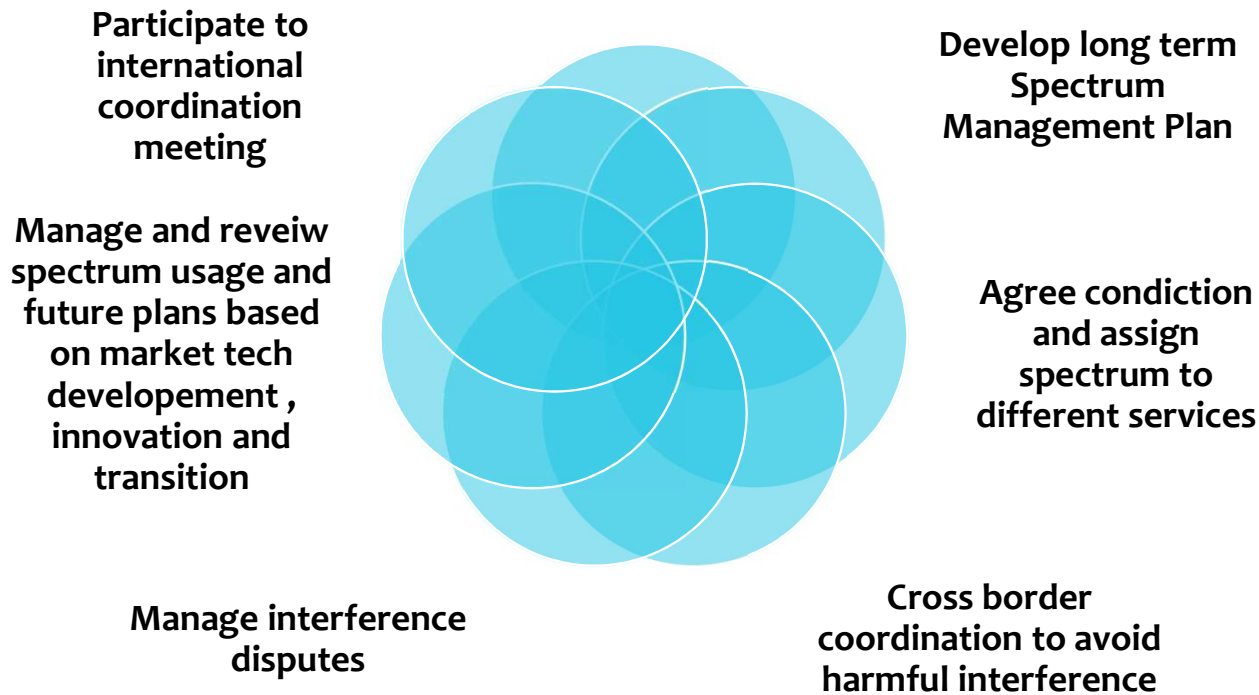 Participate to
international
coordination
meeting
Develop long term
Spectrum
Management Plan
Manage and reveiw
spectrum usage and
future plans based
on market tech
developement ,
innovation and
transition
Agree condiction
and assign
spectrum to
different services
Manage interference
disputes
Cross border
coordination to avoid
harmful interference